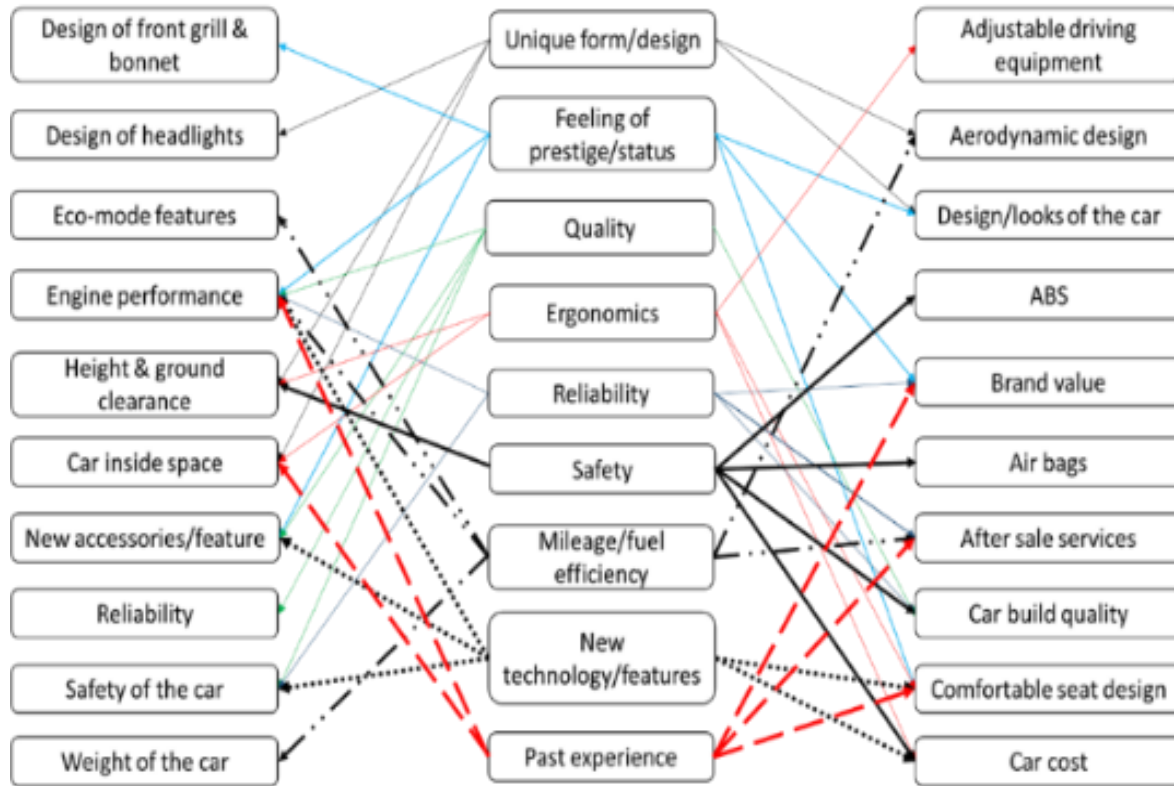 Design of front grill &
bonnet
Design of headlights
Eco-mode features
Engine performance
Height & ground
clearance
Car inside space
New accessories/feature
Reliability
Safety of the car
Weight of the car
Unique form/design
Feeling of
prestige/status
Quality
Ergonomics
Reliability
Safety
Mileage/fuel
efficiency
New
technology/features
Past experience
Adjustable driving
equipment
Aerodynamic design
Design/looks of the car
ABS
Brand value
Air bags
After sale services
Car build quality
Comfortable seat design
Car cost